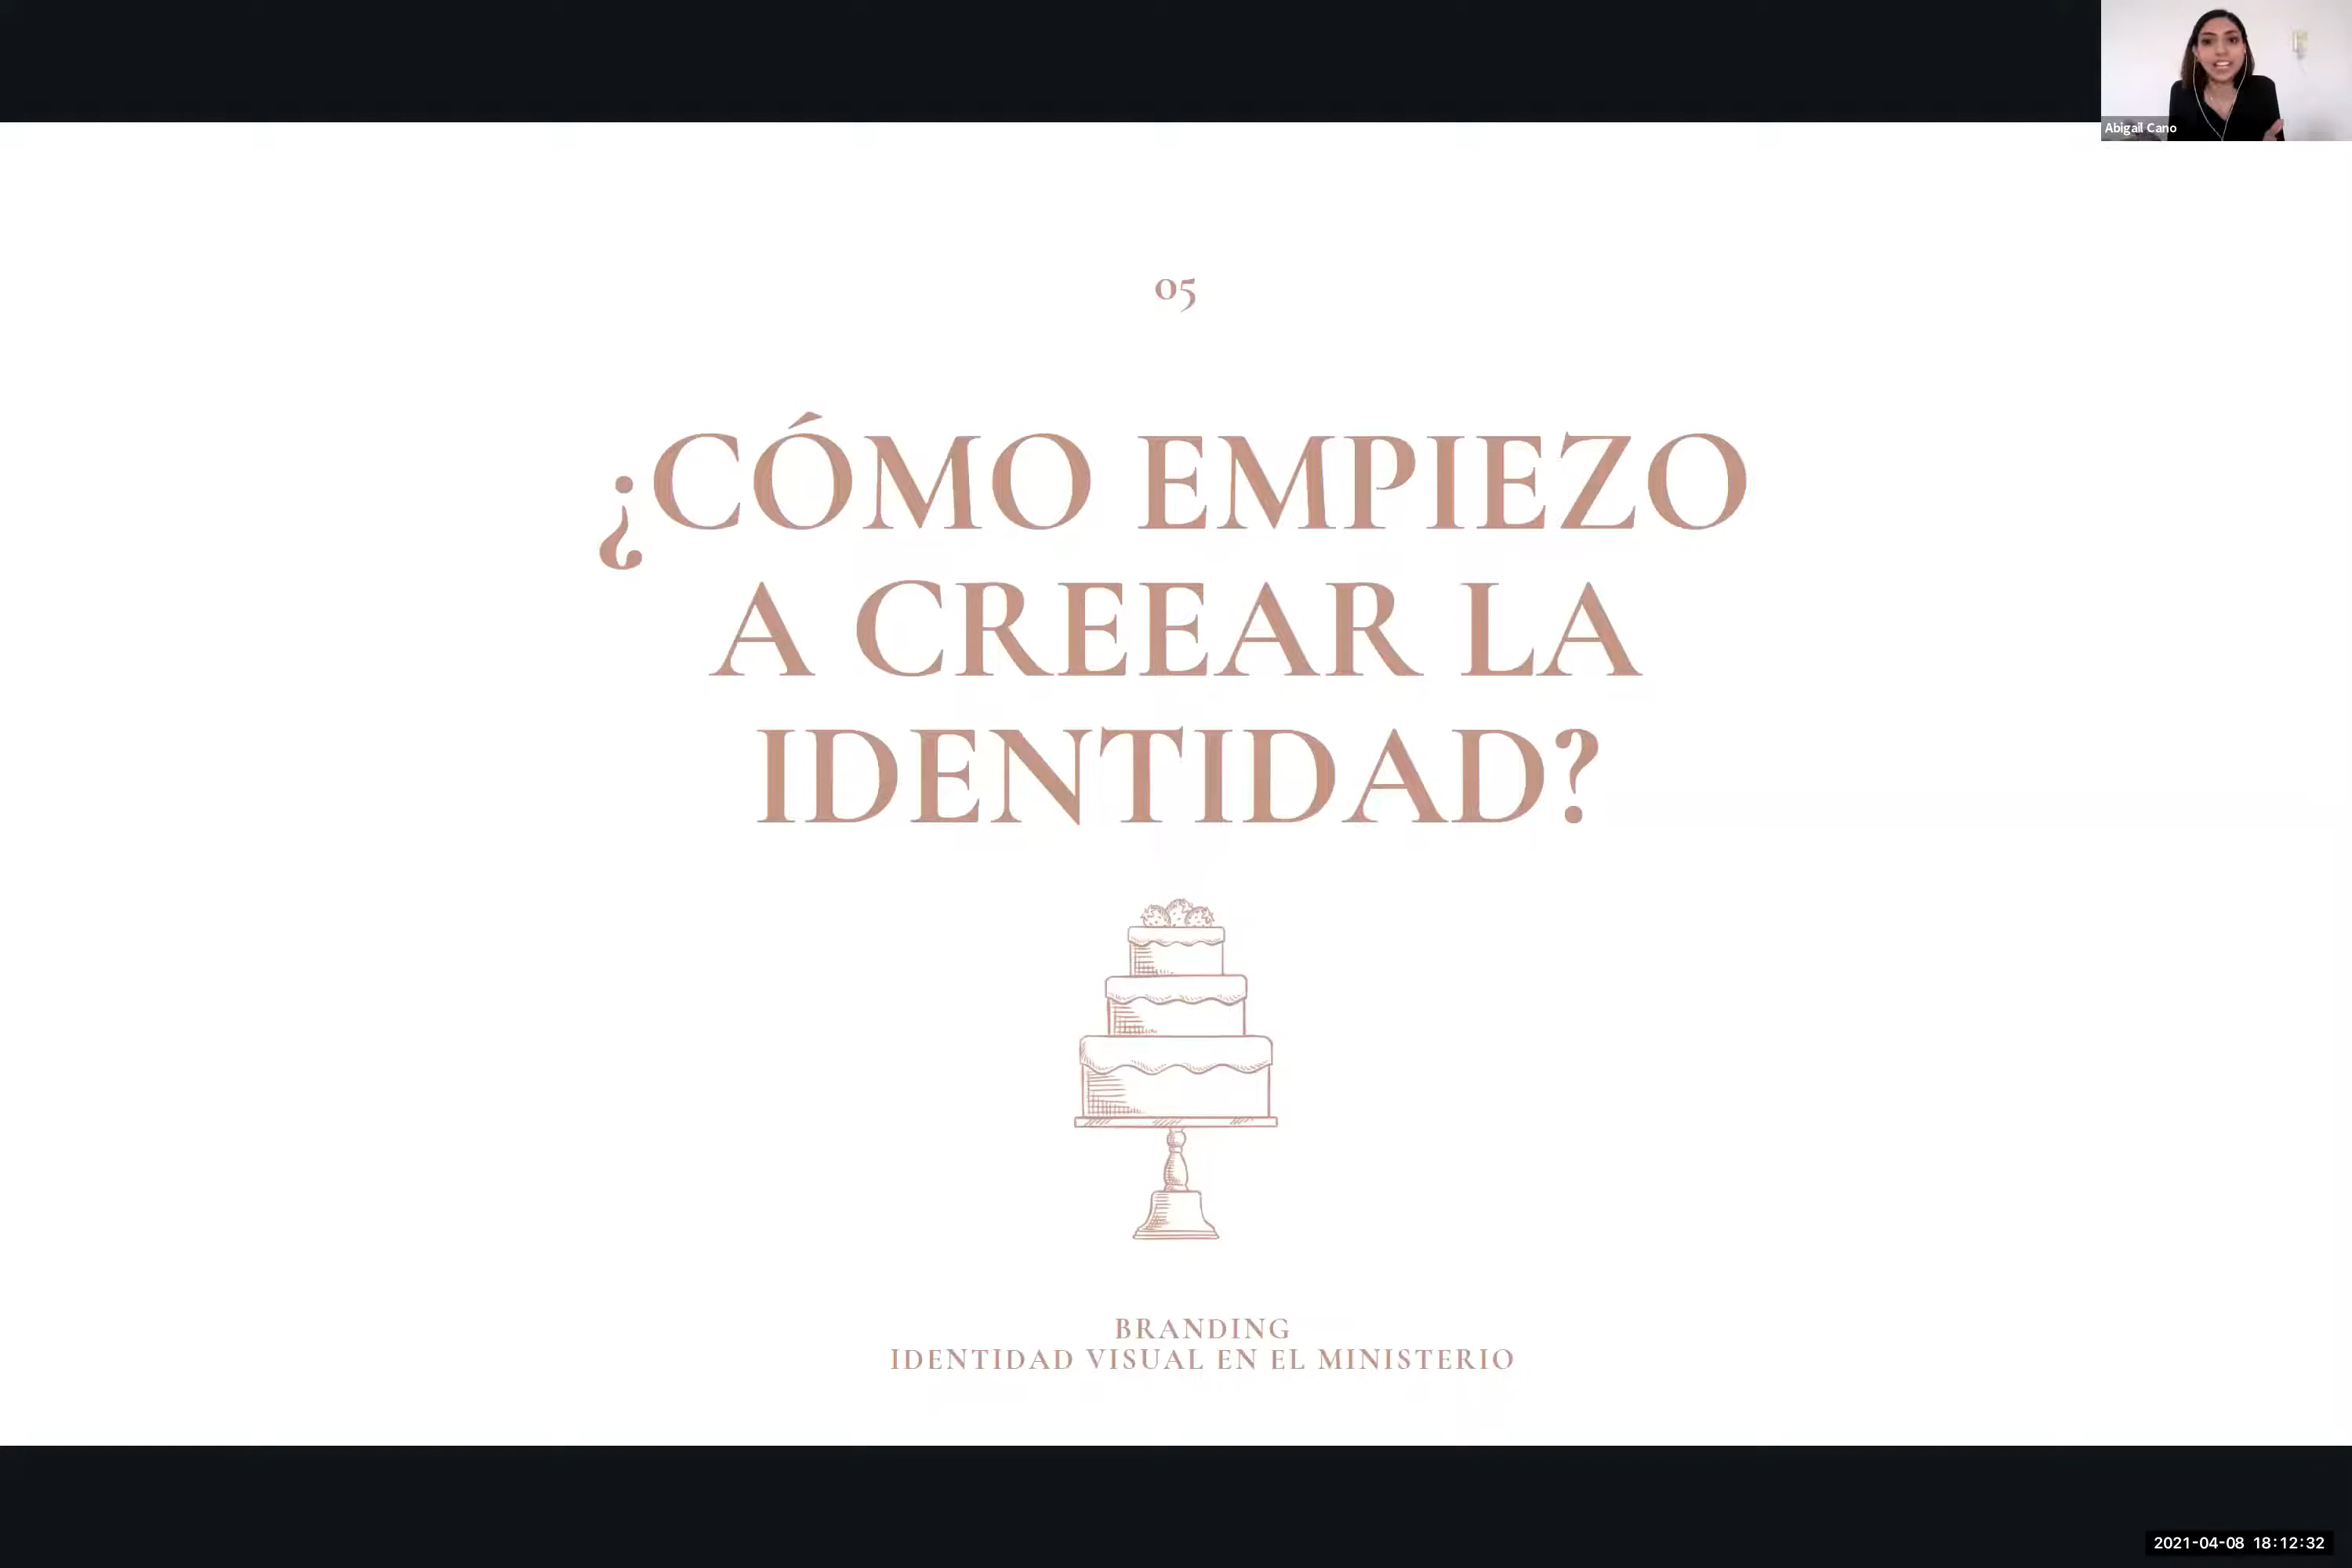 Abigail Cano
05
¿CÓMO EMPIEZO
A CREEAR LA
IDENTIDAD?
BRANDING
IDENTIDAD VISUAL EN EL MINISTERIO
2021-04-08 18:12:32